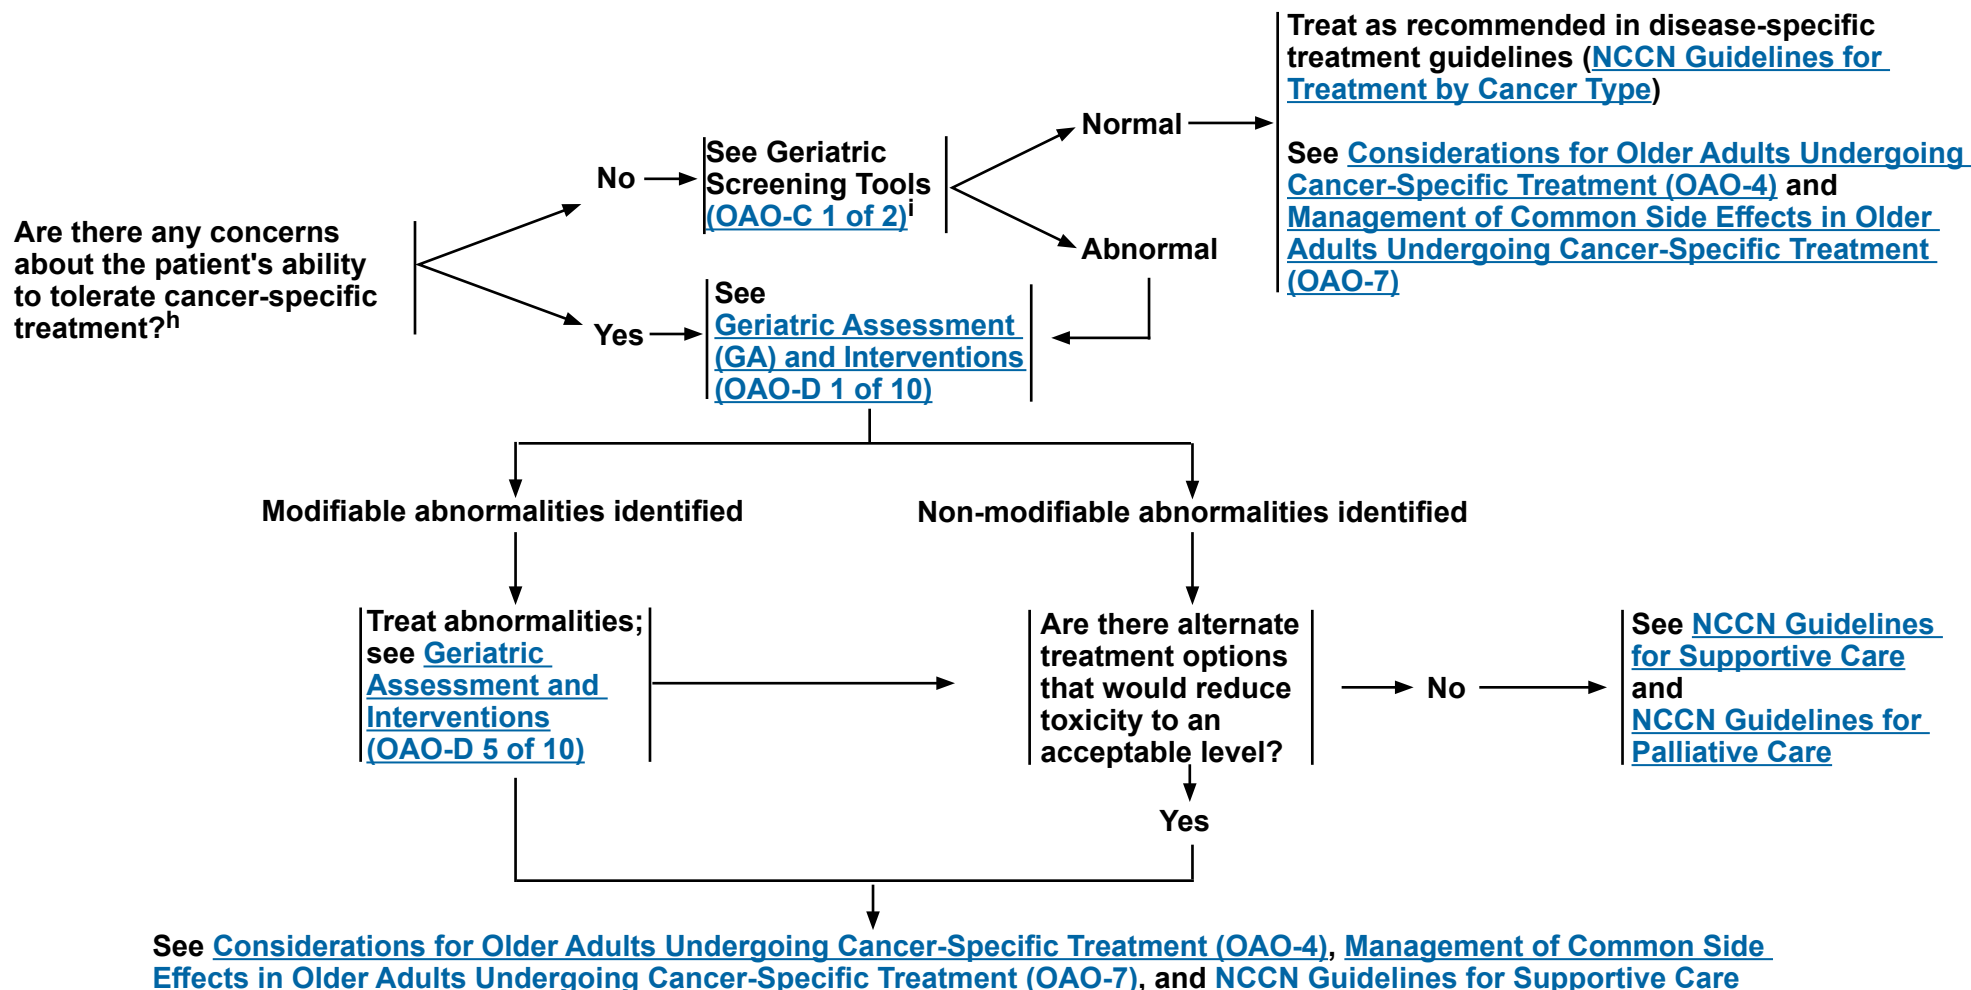 Are there any concerns
about the patient's ability
to tolerate cancer-specific
treatment?h
No
See Geriatric
Screening Tools
(OAO-C 1 of 2)i
Normal
Treat as recommended in disease-specific
treatment guidelines (NCCN Guidelines for
Treatment by Cancer Type)
See Considerations for Older Adults Undergoing
Cancer-Specific Treatment (OAO-4) and
Management of Common Side Effects in Older
Adults Undergoing Cancer-Specific Treatment
(OAO-7)
Abnormal
Yes
See
Geriatric Assessment
(GA) and Interventions
(OAO-D 1 of 10)
Modifiable abnormalities identified
Non-modifiable abnormalities identified
Treat abnormalities;
see Geriatric
Assessment and
Interventions
(OAO-D 5 of 10)
Are there alternate
treatment options
that would reduce
toxicity to an
acceptable level?
No
See NCCN Guidelines
for Supportive Care
and
NCCN Guidelines for
Palliative Care
Yes
See Considerations for Older Adults Undergoing Cancer-Specific Treatment (OAO-4), Management of Common Side
Effects in Older Adults Undergoing Cancer-Specific Treatment (OAO-7), and NCCN Guidelines for Supportive Care